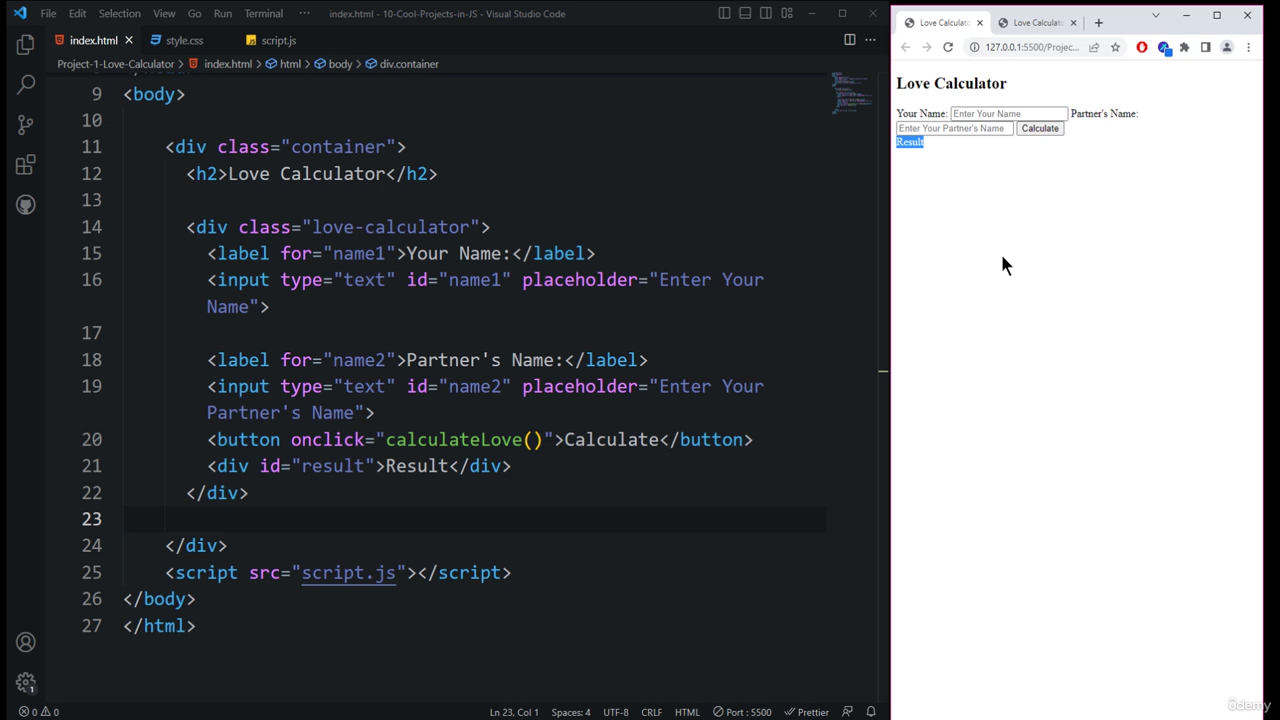 File Edit Selection View Go Run Terminal ··· index.html - 10-Cool-Projects-in-JS - Visual Studio Code
index.html style.css script.js
Project-1-Love-Calculator > index.html > html > body > div.container
9 <body>
10
11 <div class="container">
12 <h2>Love Calculator</h2>
13
14 <div class="love-calculator">
15 <label for="name1">Your Name:</label>
16 <input type="text" id="name1" placeholder="Enter Your
Name">
17
18 <label for="name2">Partner's Name:</label>
19 <input type="text" id="name2" placeholder="Enter Your
Partner's Name">
20 <button onclick="calculateLove()">Calculate</button>
21 <div id="result">Result</div>
22 </div>
23
24 </div>
25 <script src="script.js"></script>
26 </body>
27 </html>
1
0 0 Ln 23, Col 1 Spaces: 4 UTF-8 CRLF HTML Port : 5500 Prettier
Love Calculato Love Calculato
127.0.0.1:5500/Projec...
Love Calculator
Your Name: Enter Your Name Partner's Name:
Enter Your Partner's Name Calculate
Result
ûdemy